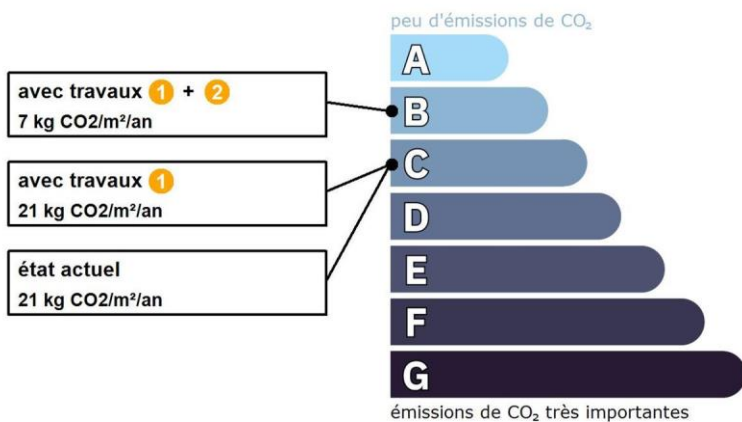 peu d'émissions de CO₂
A
avec travaux 1 + 2
7 kg CO2/m²/an
B
avec travaux 1
21 kg CO2/m²/an
C
D
état actuel
21 kg CO2/m²/an
E
F
G
émissions de CO₂ très importantes